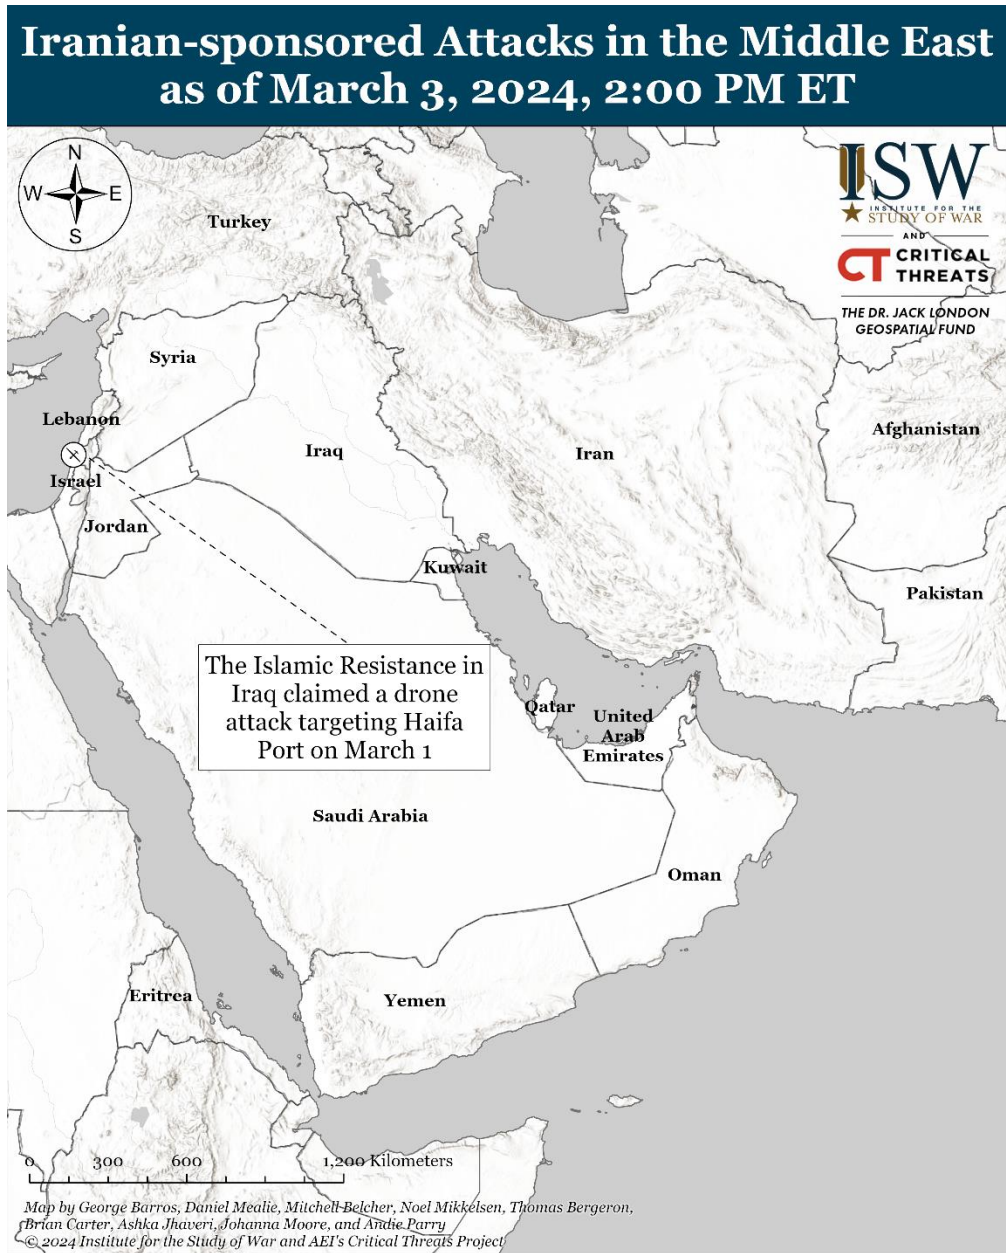 Iranian-sponsored Attacks in the Middle East
as of March 3, 2024, 2:00 PM ET
N
W
E
S
ISW
INSTITUTE FOR THE
STUDY OF WAR
AND
CT CRITICAL
THREATS
THE DR. JACK LONDON
GEOSPATIAL FUND
Turkey
Syria
Lebanon
Afghanistan
Iraq
Iran
Israel
Jordan
Kuwait
Pakistan
The Islamic Resistance in
Iraq claimed a drone
attack targeting Haifa
Port on March 1
Qatar
United
Arab
Emirates
Saudi Arabia
Oman
Eritrea
Yemen
0 300 600 1,200 Kilometers
Map by George Barros, Daniel Mealie, Mitchell Belcher, Noel Mikkelsen, Thomas Bergeron,
Brian Carter, Ashka Jhaveri, Johanna Moore, and Andie Parry
© 2024 Institute for the Study of War and AEI's Critical Threats Project